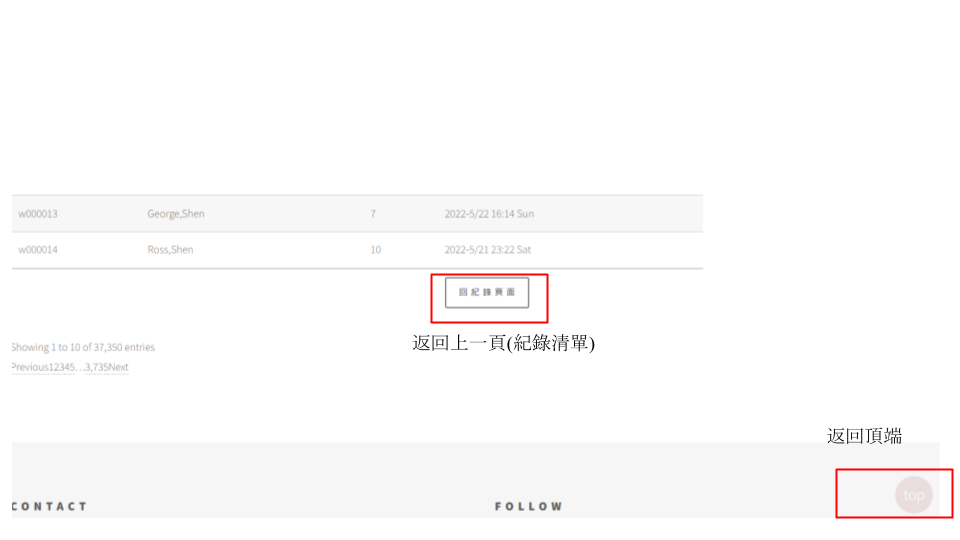 w000013 George,Shen 7 2022-5/22 16:14 Sun
w000014 Ross,Shen 10 2022-5/21 23:22 Sat
回紀錄頁面
返回上一頁(紀錄清單)
Showing 1 to 10 of 37,350 entries
Previous12345…3,735Next
返回頂端
top
CONTACT FOLLOW